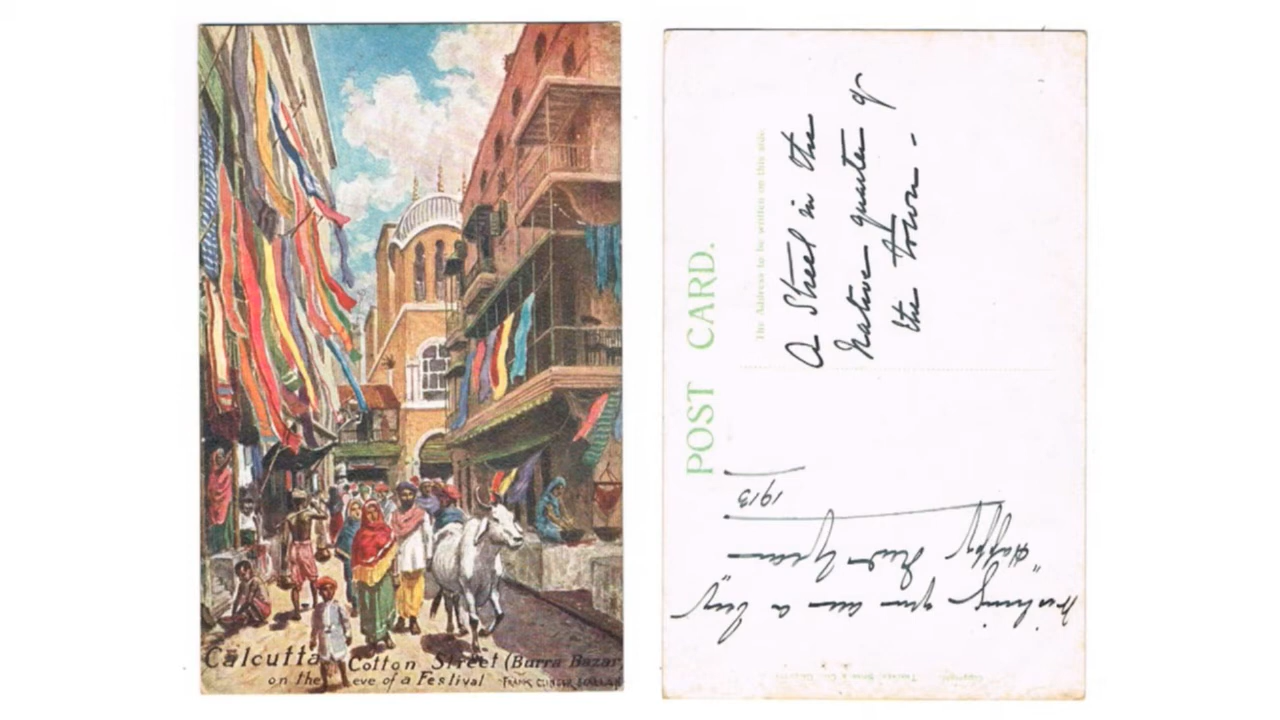 Calcutta Cotton Street (Burra Bazar)
on the eve of a Festival
POST CARD.
The Address to be written on this side.
A Street in the
native quarter of
the town -
Wishing you all a very
"Happy New Year"
1913
Copyright.